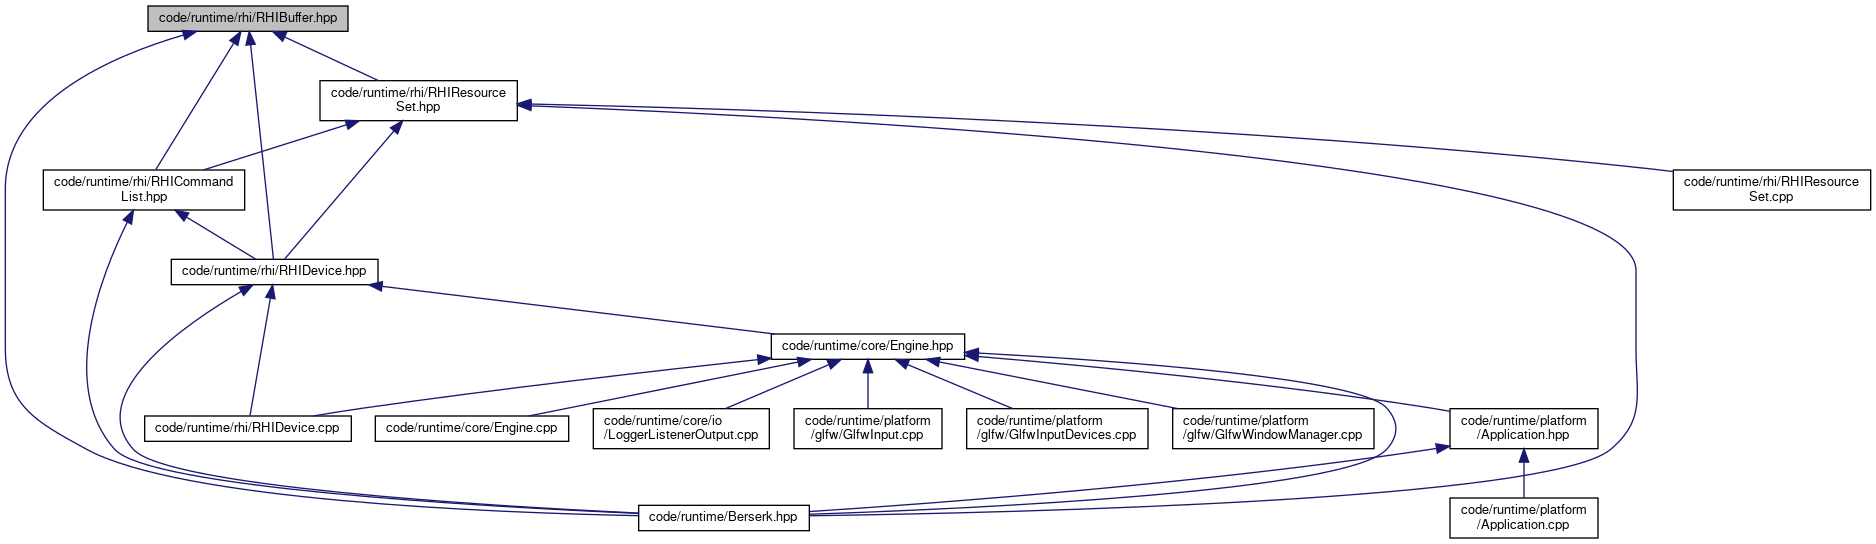 code/runtime/rhi/RHIBuffer.hpp
code/runtime/rhi/RHIResource
Set.hpp
code/runtime/rhi/RHICommand
List.hpp
code/runtime/rhi/RHIResource
Set.cpp
code/runtime/rhi/RHIDevice.hpp
code/runtime/core/Engine.hpp
code/runtime/rhi/RHIDevice.cpp
code/runtime/core/Engine.cpp
code/runtime/core/io
/LoggerListenerOutput.cpp
code/runtime/platform
/glfw/GlfwInput.cpp
code/runtime/platform
/glfw/GlfwInputDevices.cpp
code/runtime/platform
/glfw/GlfwWindowManager.cpp
code/runtime/platform
/Application.hpp
code/runtime/Berserk.hpp
code/runtime/platform
/Application.cpp